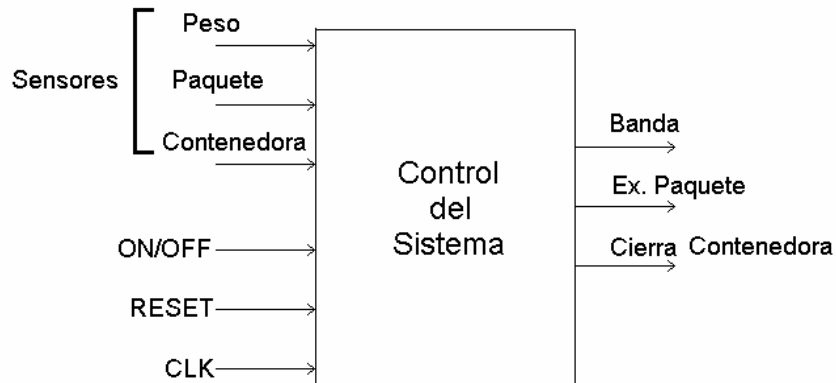 Peso
Sensores
Paquete
Contenedora
ON/OFF
RESET
CLK
Control
del
Sistema
Banda
Ex. Paquete
Cierra Contenedora